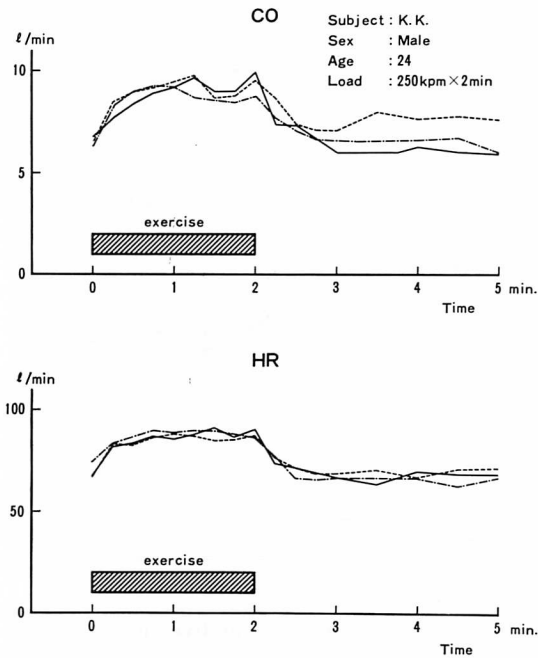 CO
ℓ/min
Subject : K. K.
Sex : Male
Age : 24
Load : 250kpm×2min
10
5
0
exercise
0 1 2 3 4 5 min.
Time
HR
ℓ/min
100
50
0
exercise
0 1 2 3 4 5 min.
Time